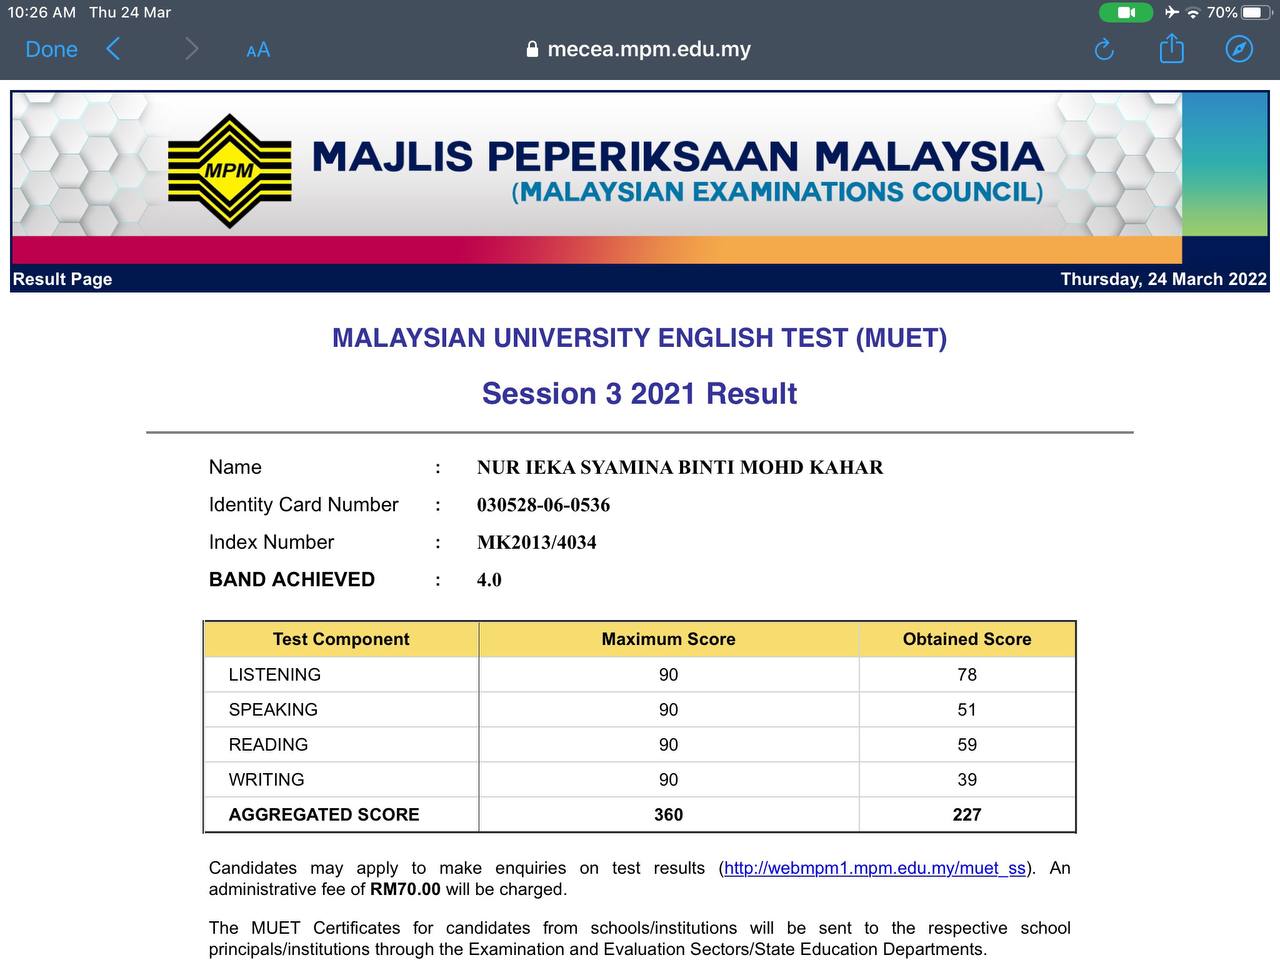 10:26 AM Thu 24 Mar
70%
Done
AA
mecea.mpm.edu.my
MPM
MAJLIS PEPERIKSAAN MALAYSIA
(MALAYSIAN EXAMINATIONS COUNCIL)
Result Page
Thursday, 24 March 2022
MALAYSIAN UNIVERSITY ENGLISH TEST (MUET)
Session 3 2021 Result
Name : NUR IEKA SYAMINA BINTI MOHD KAHAR
Identity Card Number : 030528-06-0536
Index Number : MK2013/4034
BAND ACHIEVED : 4.0
Test Component Maximum Score Obtained Score
LISTENING 90 78
SPEAKING 90 51
READING 90 59
WRITING 90 39
AGGREGATED SCORE 360 227
Candidates may apply to make enquiries on test results (http://webmpm1.mpm.edu.my/muet_ss). An
administrative fee of RM70.00 will be charged.
The MUET Certificates for candidates from schools/institutions will be sent to the respective school
principals/institutions through the Examination and Evaluation Sectors/State Education Departments.